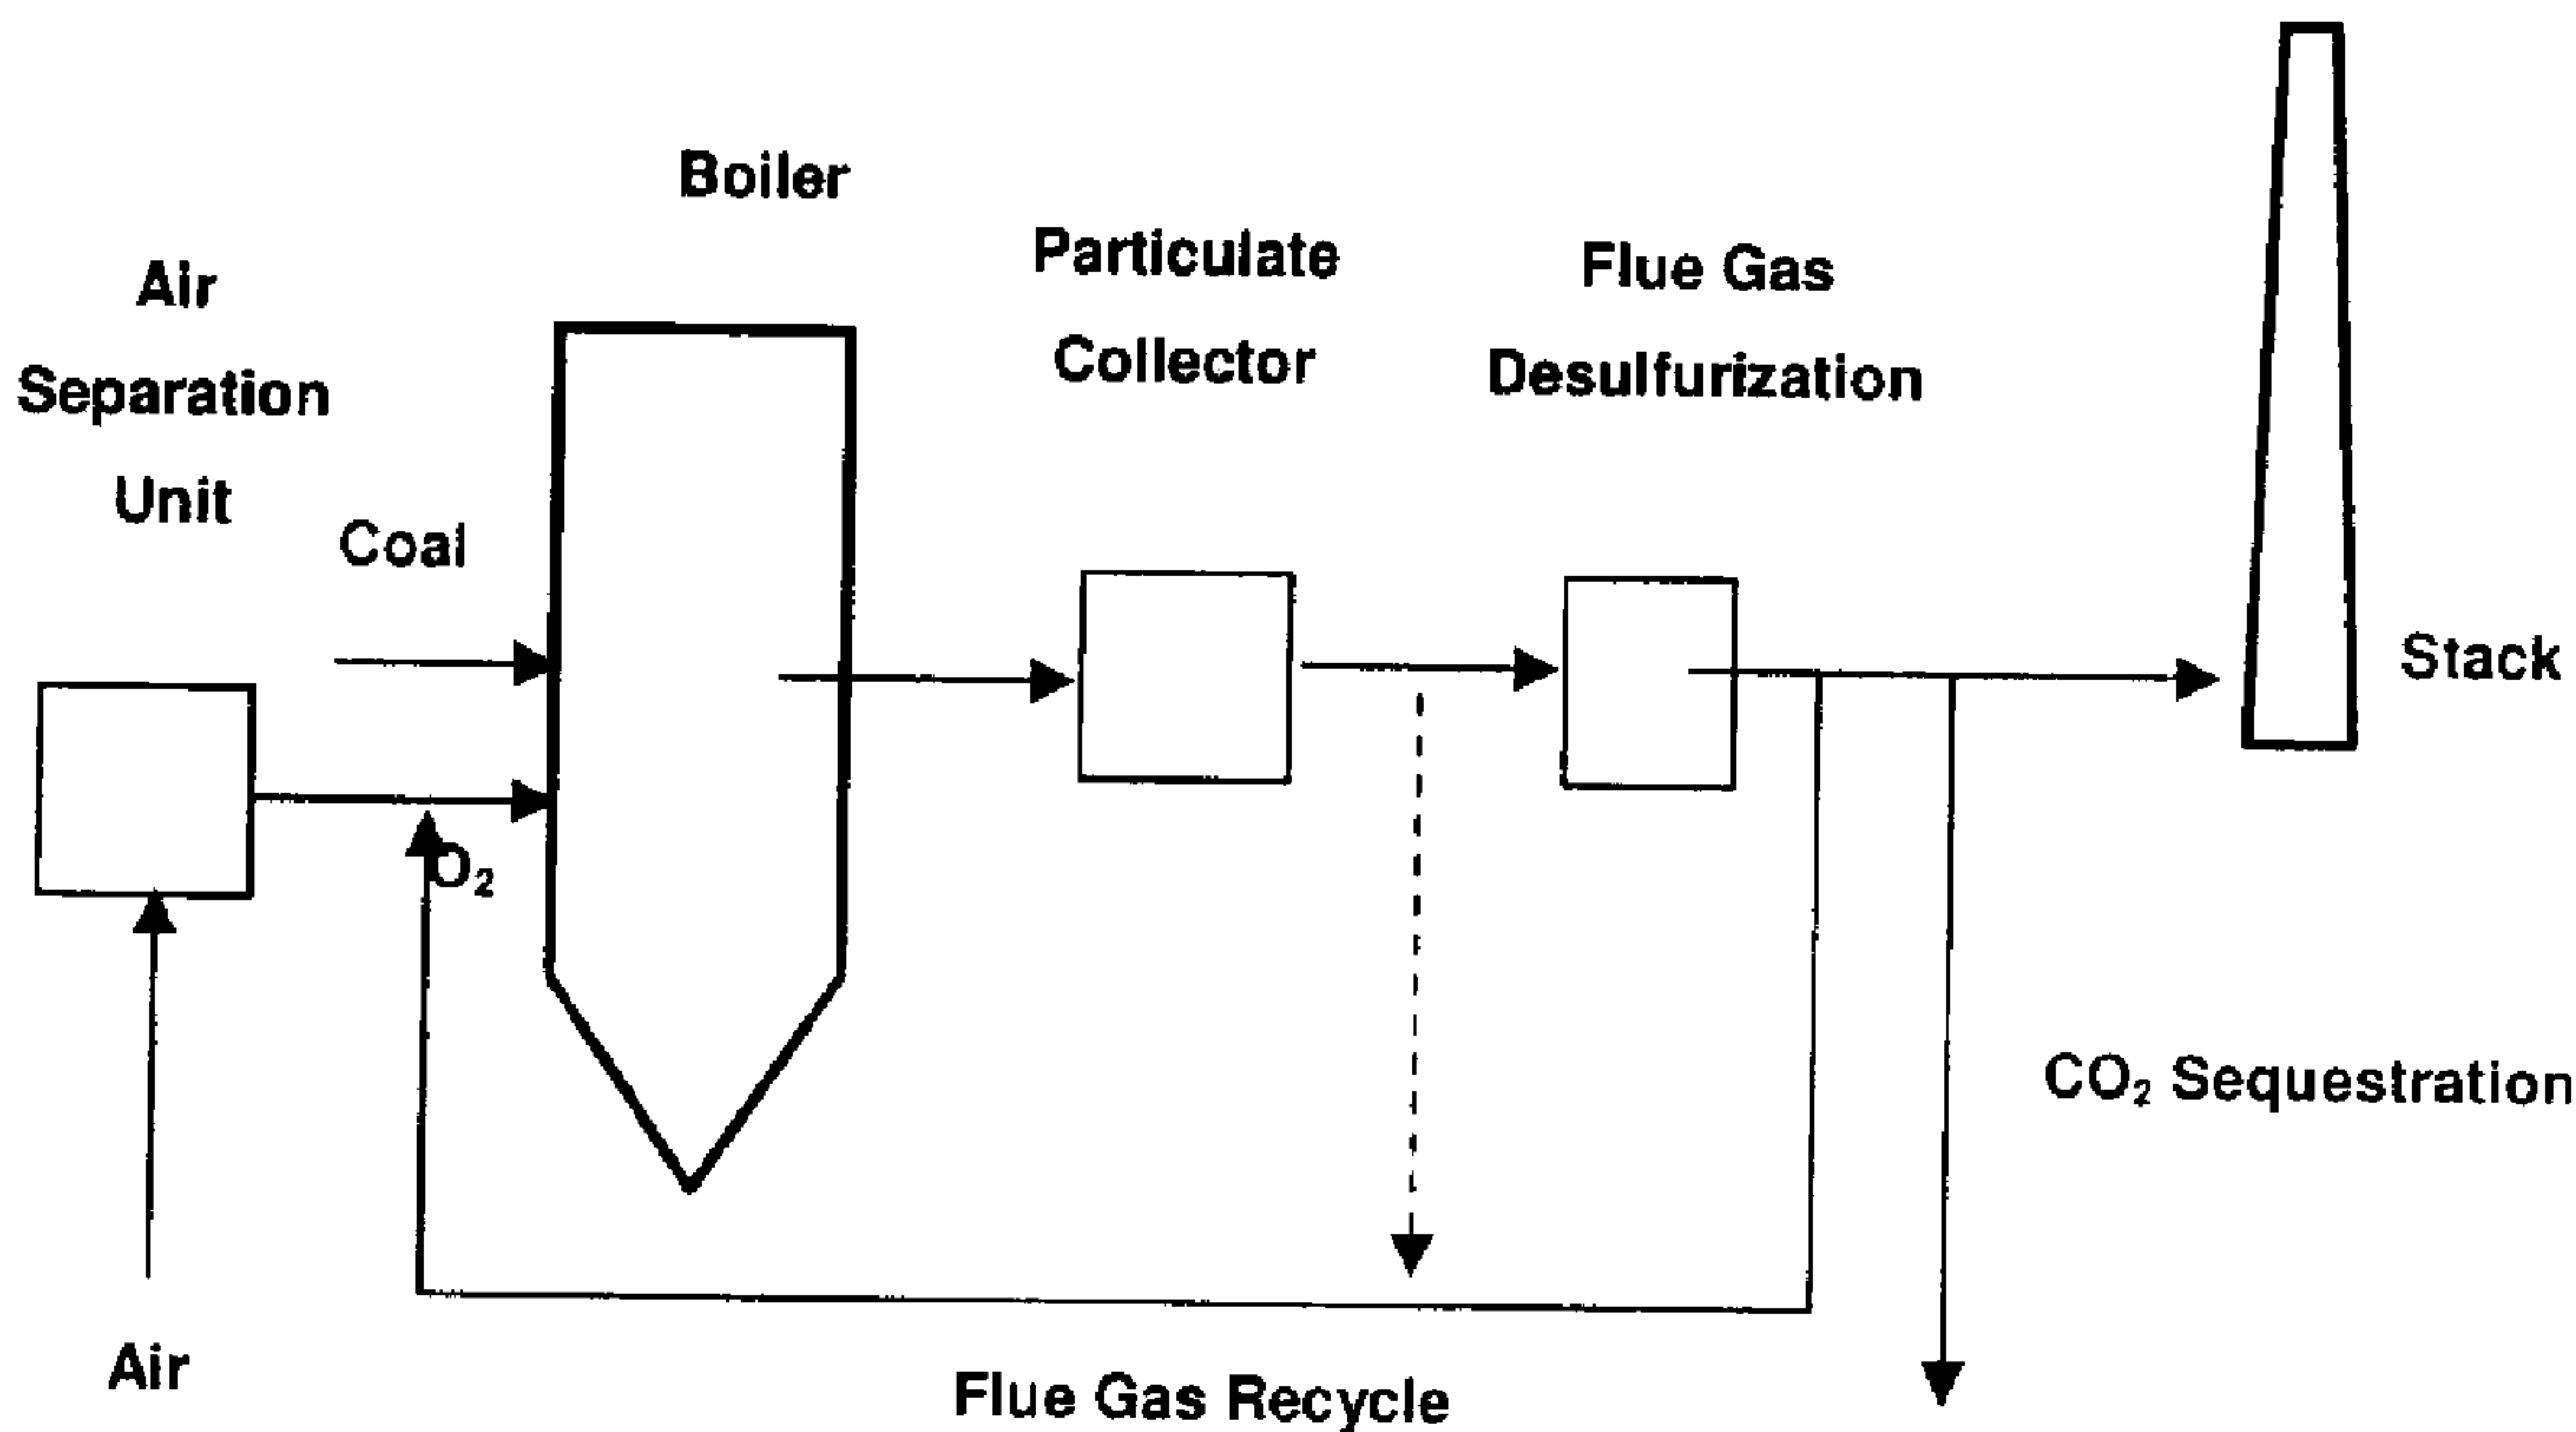 Boiler
Air
Separation
Unit
Particulate
Collector
Flue Gas
Desulfurization
Coal
Stack
O₂
CO₂ Sequestration
Air
Flue Gas Recycle